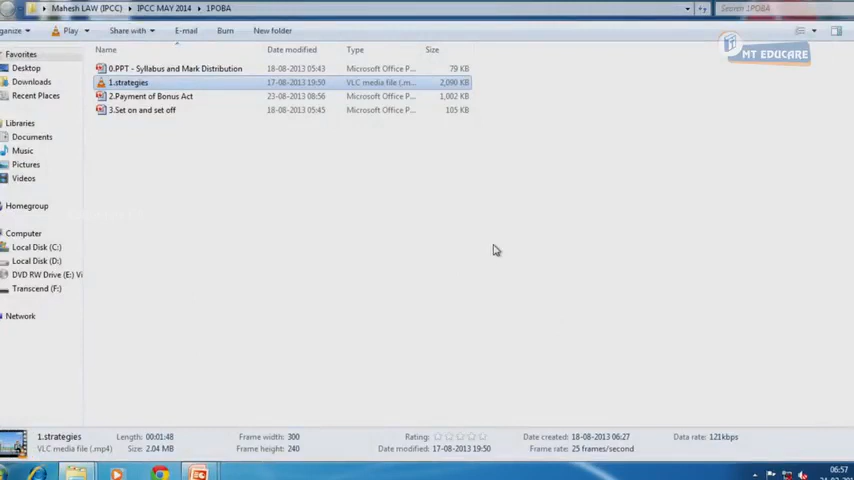 Mahesh LAW (IPCC) ▸ IPCC MAY 2014 ▸ 1POBA
Search 1POBA
Play Share with E-mail Burn New folder
MT EDUCARE
Name Date modified Type Size
Favorites
Desktop
Downloads
Recent Places
Libraries
Documents
Music
Pictures
Videos
Homegroup
Computer
Local Disk (C:)
Local Disk (D:)
DVD RW Drive (E:) Vi
Transcend (F:)
Network
0.PPT - Syllabus and Mark Distribution 18-08-2013 05:43 Microsoft Office P... 79 KB
1.strategies 17-08-2013 19:50 VLC media file (.m... 2,090 KB
2.Payment of Bonus Act 23-08-2013 08:56 Microsoft Office P... 1,002 KB
3.Set on and set off 18-08-2013 05:45 Microsoft Office P... 105 KB
1.strategies Length: 00:01:48 Frame width: 300 Rating: Date created: 18-08-2013 06:27 Data rate: 121kbps
VLC media file (.mp4) Size: 2.04 MB Frame height: 240 Date modified: 17-08-2013 19:50 Frame rate: 25 frames/second
06:57